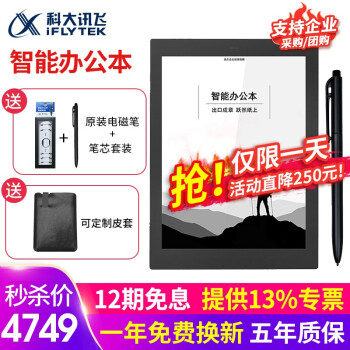 科大讯飞
iFLYTEK
支持企业
采购/团购
智能办公本
送
原装电磁笔
+
+
笔芯套装
送
可定制皮套
智能办公本
出口成章 跃然纸上
抢!
仅限一天
活动直降250元!
秒杀价
4749
12期免息 提供13%专票
一年免费换新 五年质保